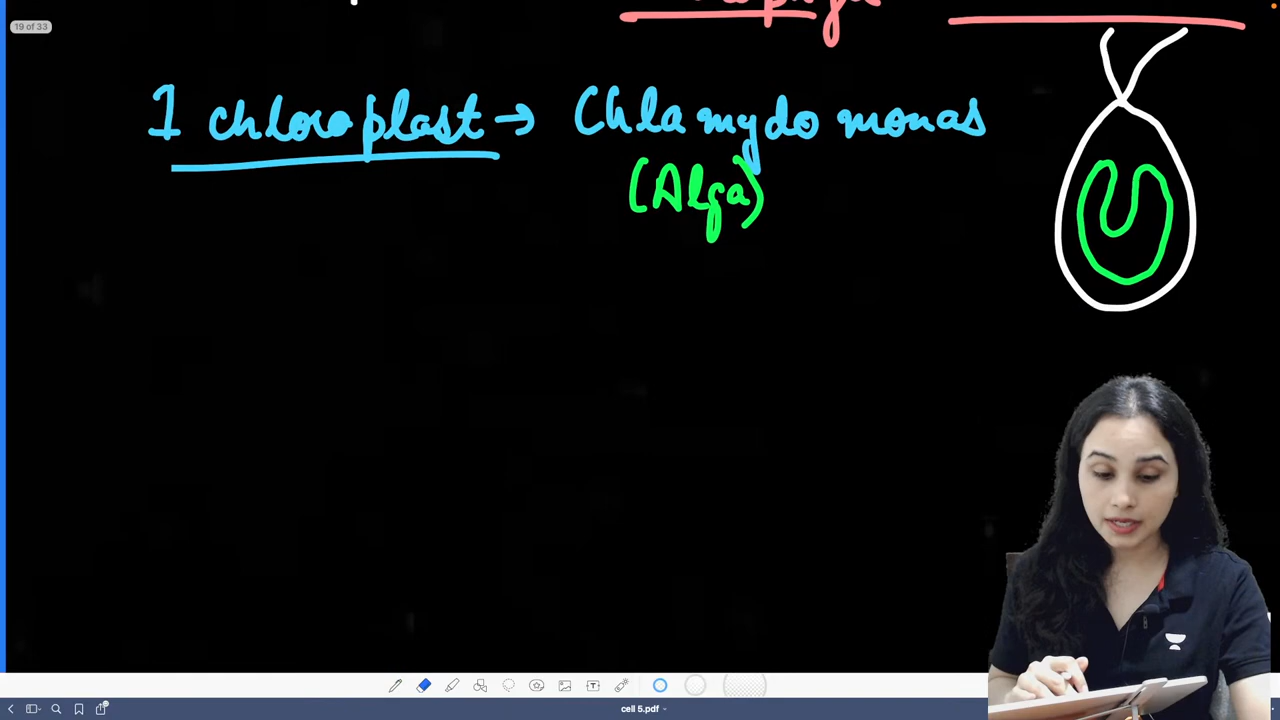 19 of 33
1 chloroplast → Chlamydomonas
(Alga)
cell 5.pdf